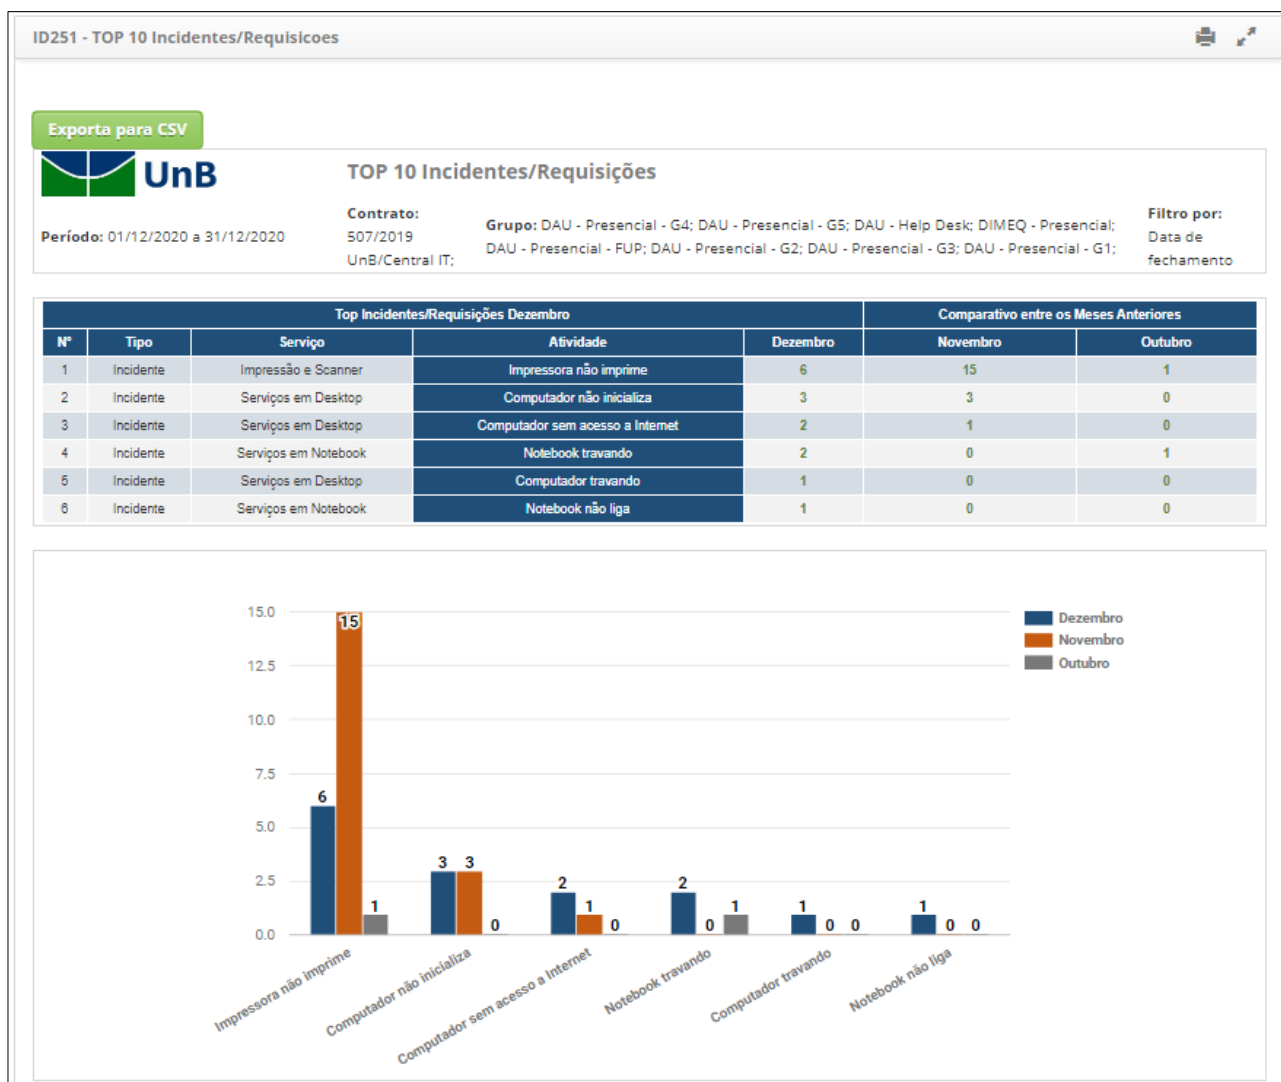 ID251 - TOP 10 Incidentes/Requisicoes
Exporta para CSV
UnB
TOP 10 Incidentes/Requisições
Período: 01/12/2020 a 31/12/2020
Contrato:
507/2019
UnB/Central IT;
Grupo: DAU - Presencial - G4; DAU - Presencial - G5; DAU - Help Desk; DIMEQ - Presencial;
DAU - Presencial - FUP; DAU - Presencial - G2; DAU - Presencial - G3; DAU - Presencial - G1;
Filtro por:
Data de
fechamento
Top Incidentes/Requisições Dezembro Comparativo entre os Meses Anteriores
N° Tipo Serviço Atividade Dezembro Novembro Outubro
1 Incidente Impressão e Scanner Impressora não imprime 6 15 1
2 Incidente Serviços em Desktop Computador não inicializa 3 3 0
3 Incidente Serviços em Desktop Computador sem acesso a Internet 2 1 0
4 Incidente Serviços em Notebook Notebook travando 2 0 1
5 Incidente Serviços em Desktop Computador travando 1 0 0
6 Incidente Serviços em Notebook Notebook não liga 1 0 0
15.0
12.5
10.0
7.5
5.0
2.5
0.0
6 15 1
3 3 0
2 1 0
2 0 1
1 0 0
1 0 0
Impressora não imprime
Computador não inicializa
Computador sem acesso a Internet
Notebook travando
Computador travando
Notebook não liga
Dezembro
Novembro
Outubro